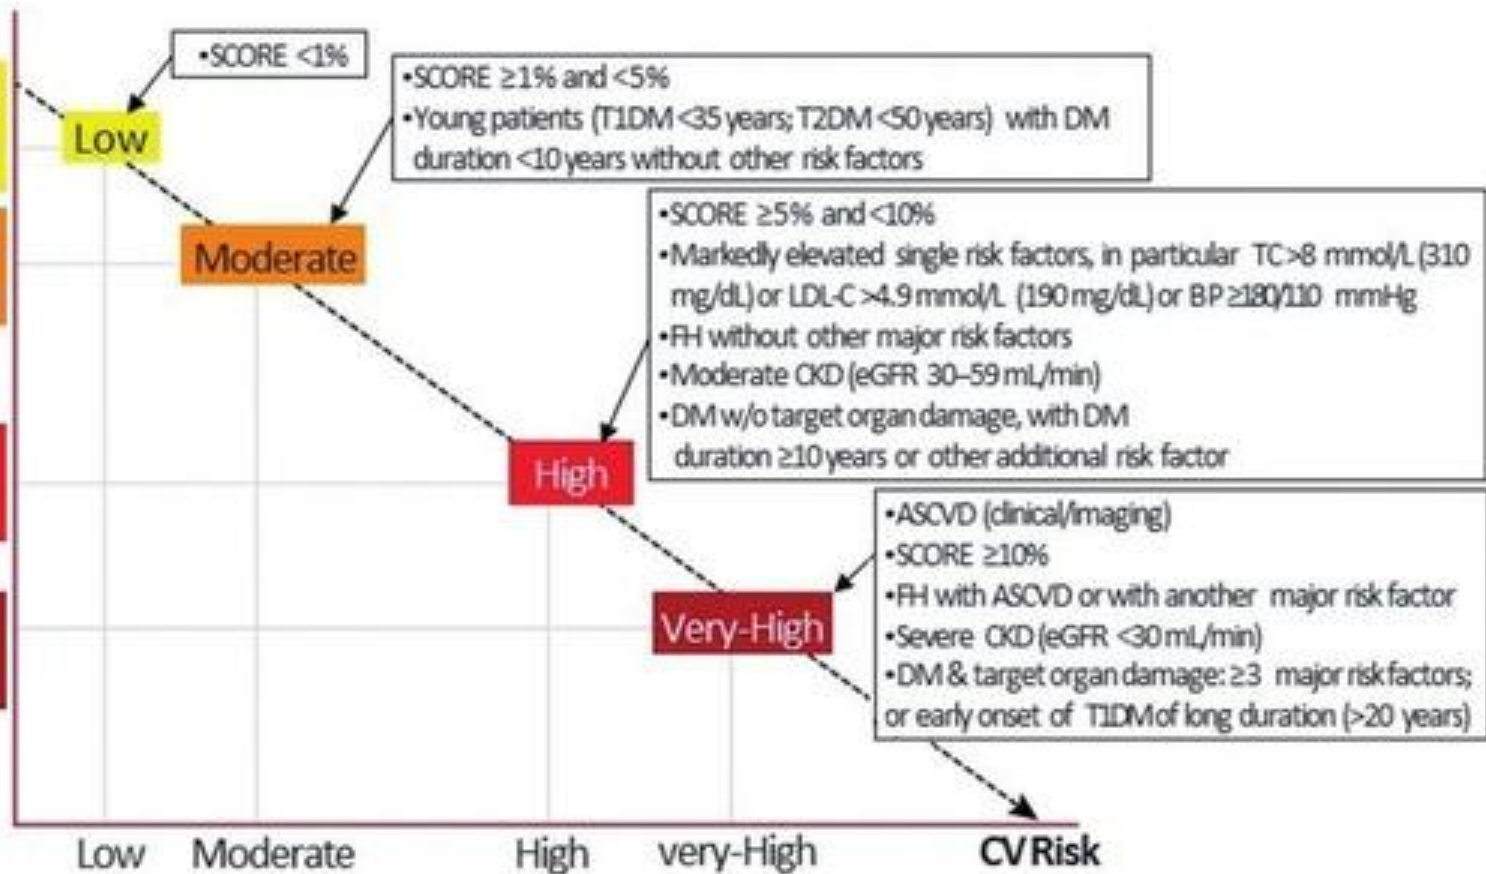 •SCORE <1%
•SCORE ≥1% and <5%
•Young patients (T1DM <35 years; T2DM <50 years) with DM
duration <10 years without other risk factors
Low
Moderate
•SCORE ≥5% and <10%
•Markedly elevated single risk factors, in particular TC>8 mmol/L (310
mg/dL) or LDL-C >4.9 mmol/L (190 mg/dL) or BP ≥180/110 mmHg
•FH without other major risk factors
•Moderate CKD (eGFR 30–59 mL/min)
•DM w/o target organ damage, with DM
duration ≥10 years or other additional risk factor
High
•ASCVD (clinical/imaging)
•SCORE ≥10%
•FH with ASCVD or with another major risk factor
•Severe CKD (eGFR <30 mL/min)
•DM & target organ damage: ≥3 major risk factors;
or early onset of T1DM of long duration (>20 years)
Very-High
Low Moderate High very-High CV Risk